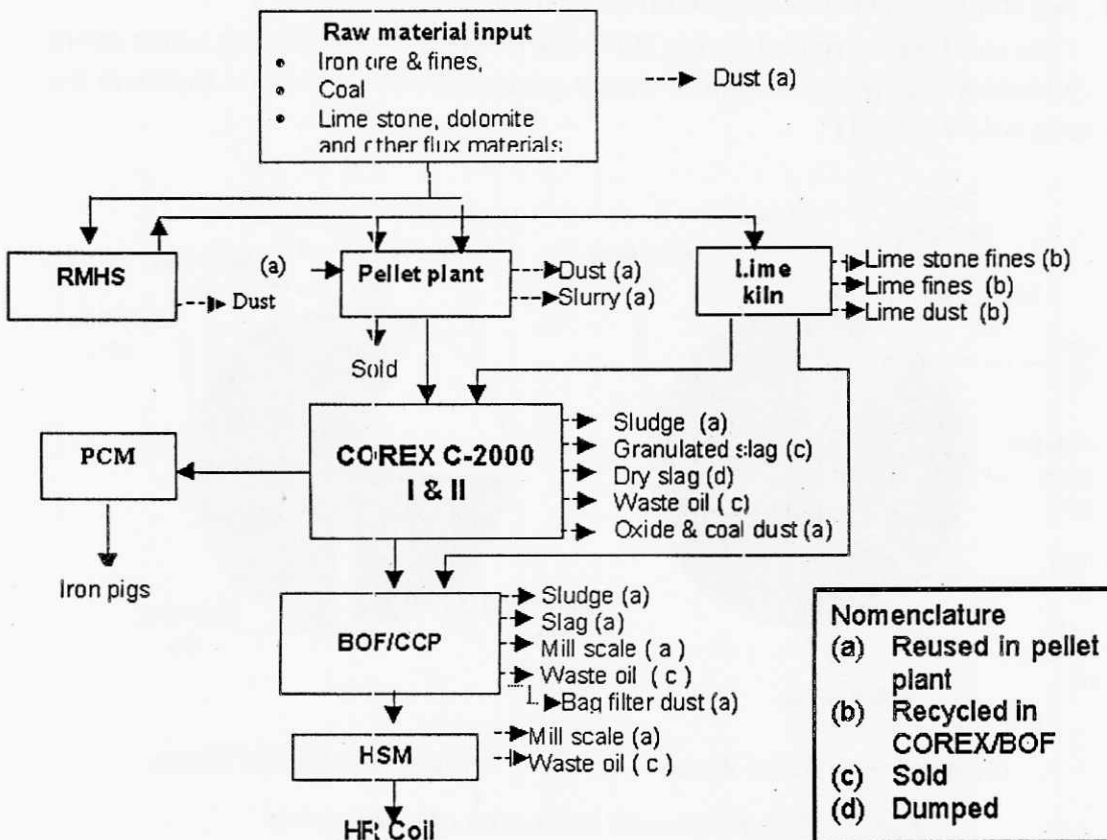 Raw material input
• Iron ore & fines,
• Coal
• Lime stone, dolomite
and other flux materials
Dust (a)
RMHS
Dust
(a)
Pellet plant
Dust (a)
Slurry (a)
Lime
kiln
Lime stone fines (b)
Lime fines (b)
Lime dust (b)
Sold
PCM
COREX C-2000
I & II
Sludge (a)
Granulated slag (c)
Dry slag (d)
Waste oil ( c)
Oxide & coal dust (a)
Iron pigs
BOF/CCP
Sludge (a)
Slag (a)
Mill scale ( a )
Waste oil ( c )
Bag filter dust (a)
HSM
Mill scale (a)
Waste oil ( c )
HR Coil
Nomenclature
(a) Reused in pellet
plant
(b) Recycled in
COREX/BOF
(c) Sold
(d) Dumped